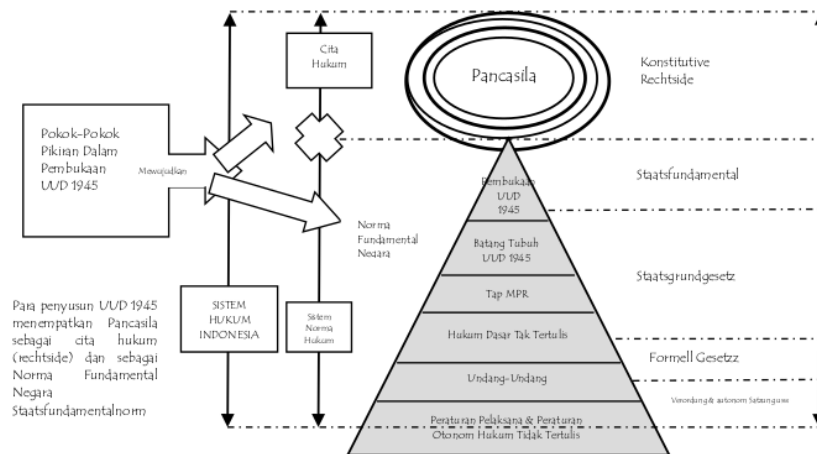 Cita
Hukum
Pancasila
Konstitutive
Rechtside
Pokok-Pokok
Pikiran Dalam
Pembukaan
UUD 1945
Mewujudkan
Pembukaan
UUD
1945
Staatsfundamental
Norma
Fundamental
Negara
Batang Tubuh
UUD 1945
Staatsgrundgesetz
Tap MPR
Para penyusun UUD 1945
menempatkan Pancasila
sebagai cita hukum
(rechtside) dan sebagai
Norma Fundamental
Negara
Staatsfundamentalnorm
SISTEM
HUKUM
INDONESIA
Sistem
Norma
Hukum
Hukum Dasar Tak Tertulis
Formell Gesetzz
Undang-Undang
Verordung & autonom Satzungusse
Peraturan Pelaksana & Peraturan
Otonom Hukum Tidak Tertulis